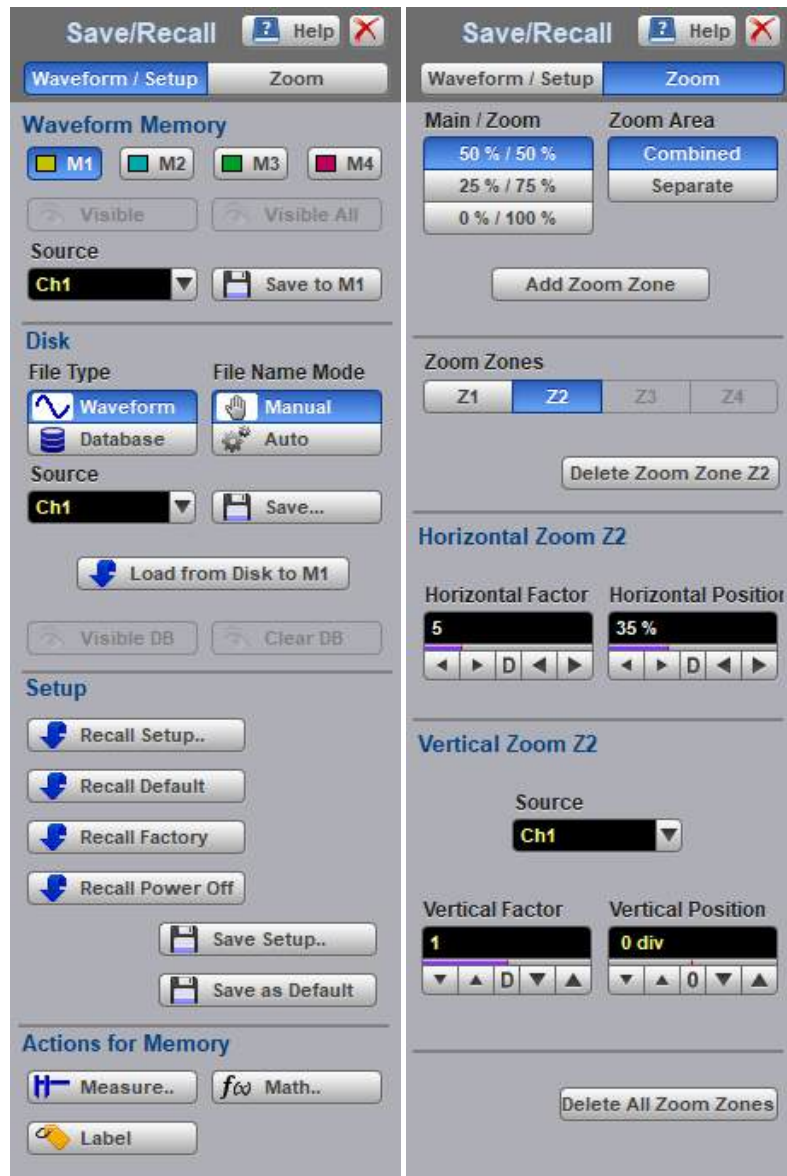 Save/Recall Help
Waveform / Setup Zoom
Waveform Memory
M1 M2 M3 M4
Visible Visible All
Source
Ch1 Save to M1
Disk
File Type File Name Mode
Waveform Manual
Database Auto
Source
Ch1 Save...
Load from Disk to M1
Visible DB Clear DB
Setup
Recall Setup..
Recall Default
Recall Factory
Recall Power Off
Save Setup..
Save as Default
Actions for Memory
Measure.. f(ω) Math..
Label
Save/Recall Help
Waveform / Setup Zoom
Main / Zoom Zoom Area
50 % / 50 % Combined
25 % / 75 % Separate
0 % / 100 %
Add Zoom Zone
Zoom Zones
Z1 Z2 Z3 Z4
Delete Zoom Zone Z2
Horizontal Zoom Z2
Horizontal Factor Horizontal Position
5 35 %
D D
Vertical Zoom Z2
Source
Ch1
Vertical Factor Vertical Position
1 0 div
D 0
Delete All Zoom Zones